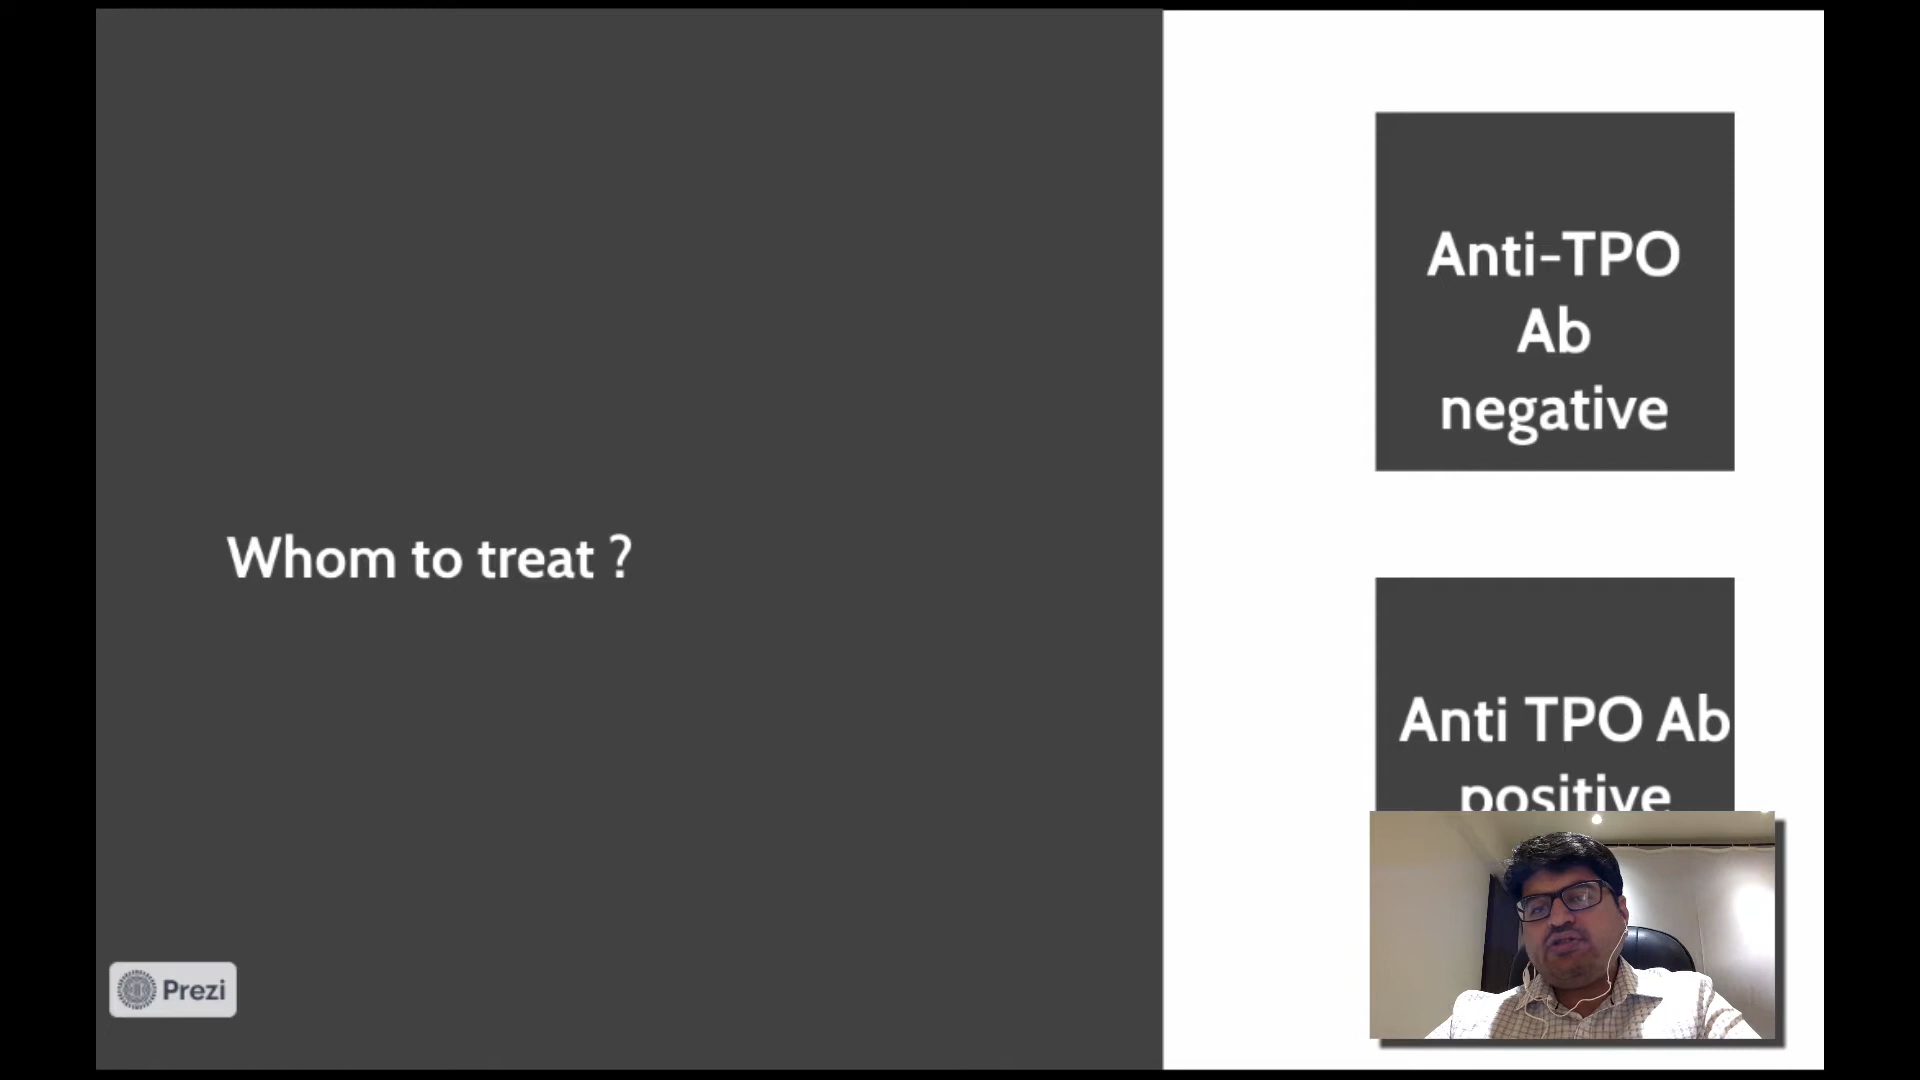 Whom to treat ?
Anti-TPO
Ab
negative
Anti TPO Ab
positive
Prezi